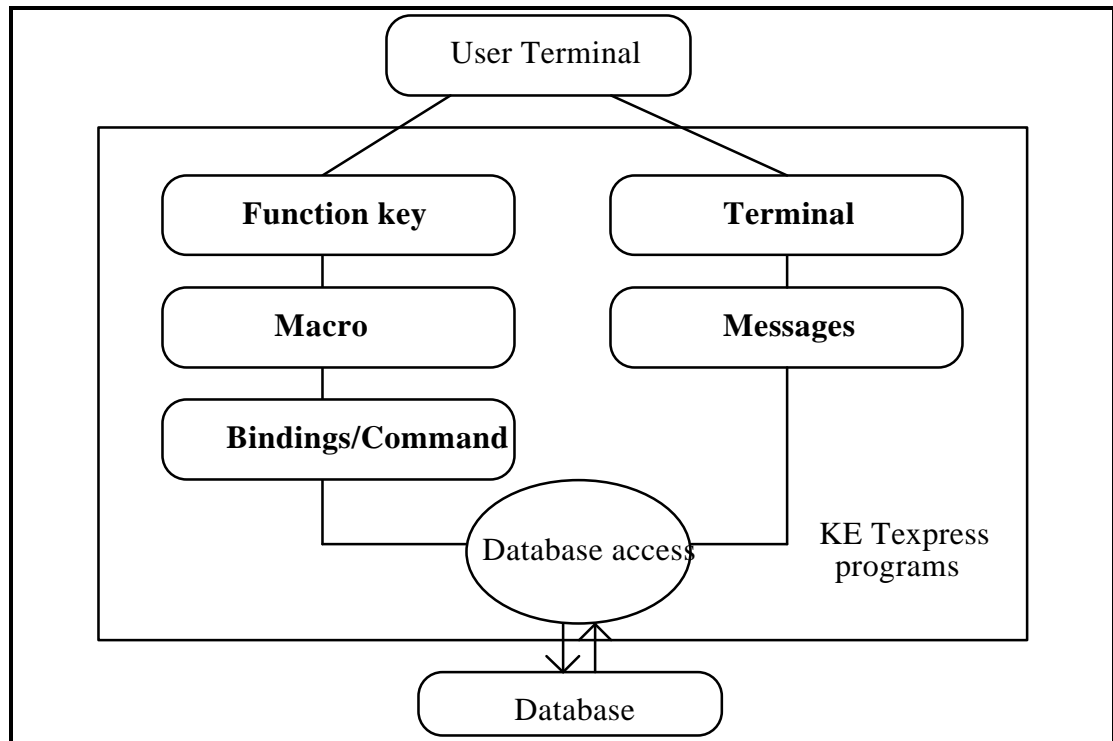 User Terminal
Function key
Terminal
Macro
Messages
Bindings/Command
Database access
KE Texpress
programs
Database